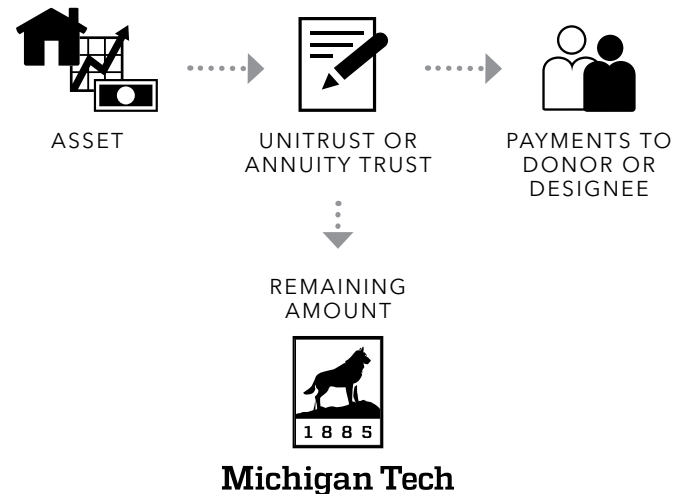 ASSET
UNITRUST OR
ANNUITY TRUST
PAYMENTS TO
DONOR OR
DESIGNEE
REMAINING
AMOUNT
1885
Michigan Tech